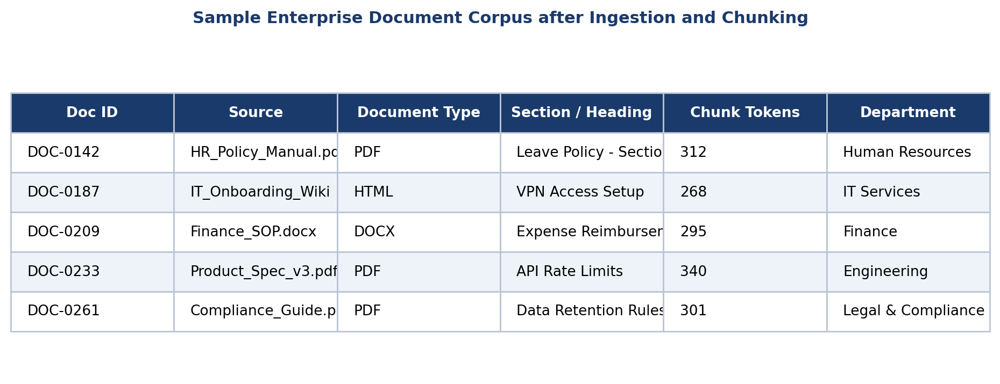 Sample Enterprise Document Corpus after Ingestion and Chunking
Doc ID Source Document Type Section / Heading Chunk Tokens Department
DOC-0142 HR_Policy_Manual.pd PDF Leave Policy - Sectio 312 Human Resources
DOC-0187 IT_Onboarding_Wiki HTML VPN Access Setup 268 IT Services
DOC-0209 Finance_SOP.docx DOCX Expense Reimburser 295 Finance
DOC-0233 Product_Spec_v3.pdf PDF API Rate Limits 340 Engineering
DOC-0261 Compliance_Guide.p PDF Data Retention Rules 301 Legal & Compliance